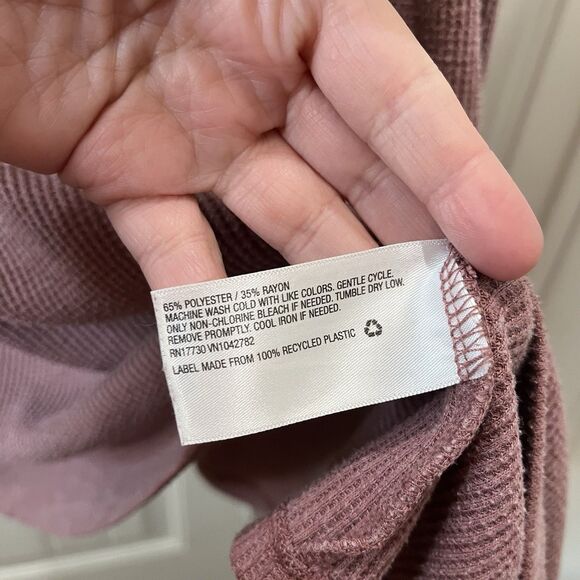 65% POLYESTER / 35% RAYON
MACHINE WASH COLD WITH LIKE COLORS. GENTLE CYCLE.
ONLY NON-CHLORINE BLEACH IF NEEDED. TUMBLE DRY LOW.
REMOVE PROMPTLY. COOL IRON IF NEEDED.
RN17730 VN1042782
LABEL MADE FROM 100% RECYCLED PLASTIC